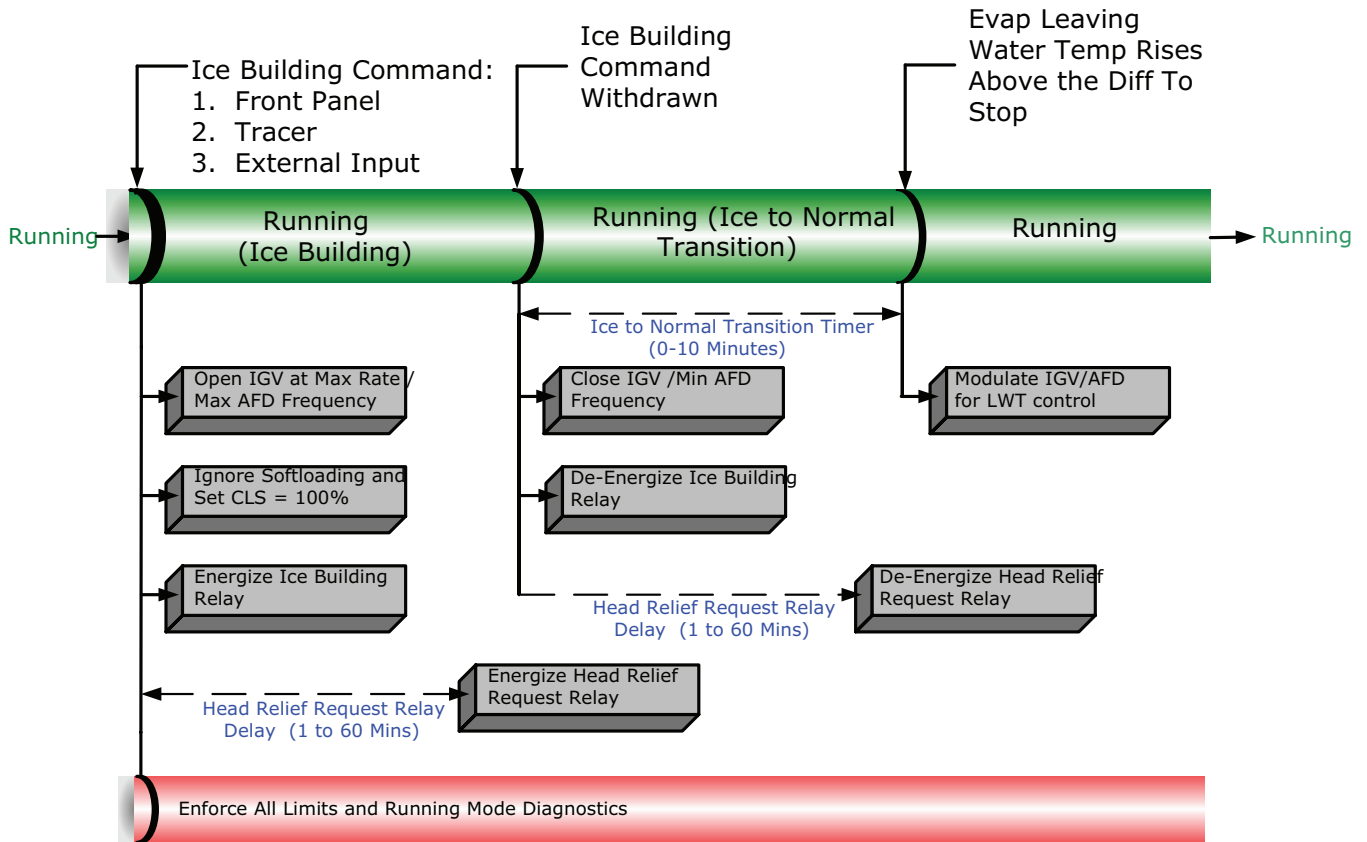 Ice Building Command:
1. Front Panel
2. Tracer
3. External Input
Ice Building
Command
Withdrawn
Evap Leaving
Water Temp Rises
Above the Diff To
Stop
Running
Running
(Ice Building)
Running (Ice to Normal
Transition)
Running
Running
Ice to Normal Transition Timer
(0-10 Minutes)
Open IGV at Max Rate /
Max AFD Frequency
Close IGV /Min AFD
Frequency
Modulate IGV/AFD
for LWT control
Ignore Softloading and
Set CLS = 100%
De-Energize Ice Building
Relay
Energize Ice Building
Relay
Head Relief Request Relay
Delay (1 to 60 Mins)
De-Energize Head Relief
Request Relay
Head Relief Request Relay
Delay (1 to 60 Mins)
Energize Head Relief
Request Relay
Enforce All Limits and Running Mode Diagnostics